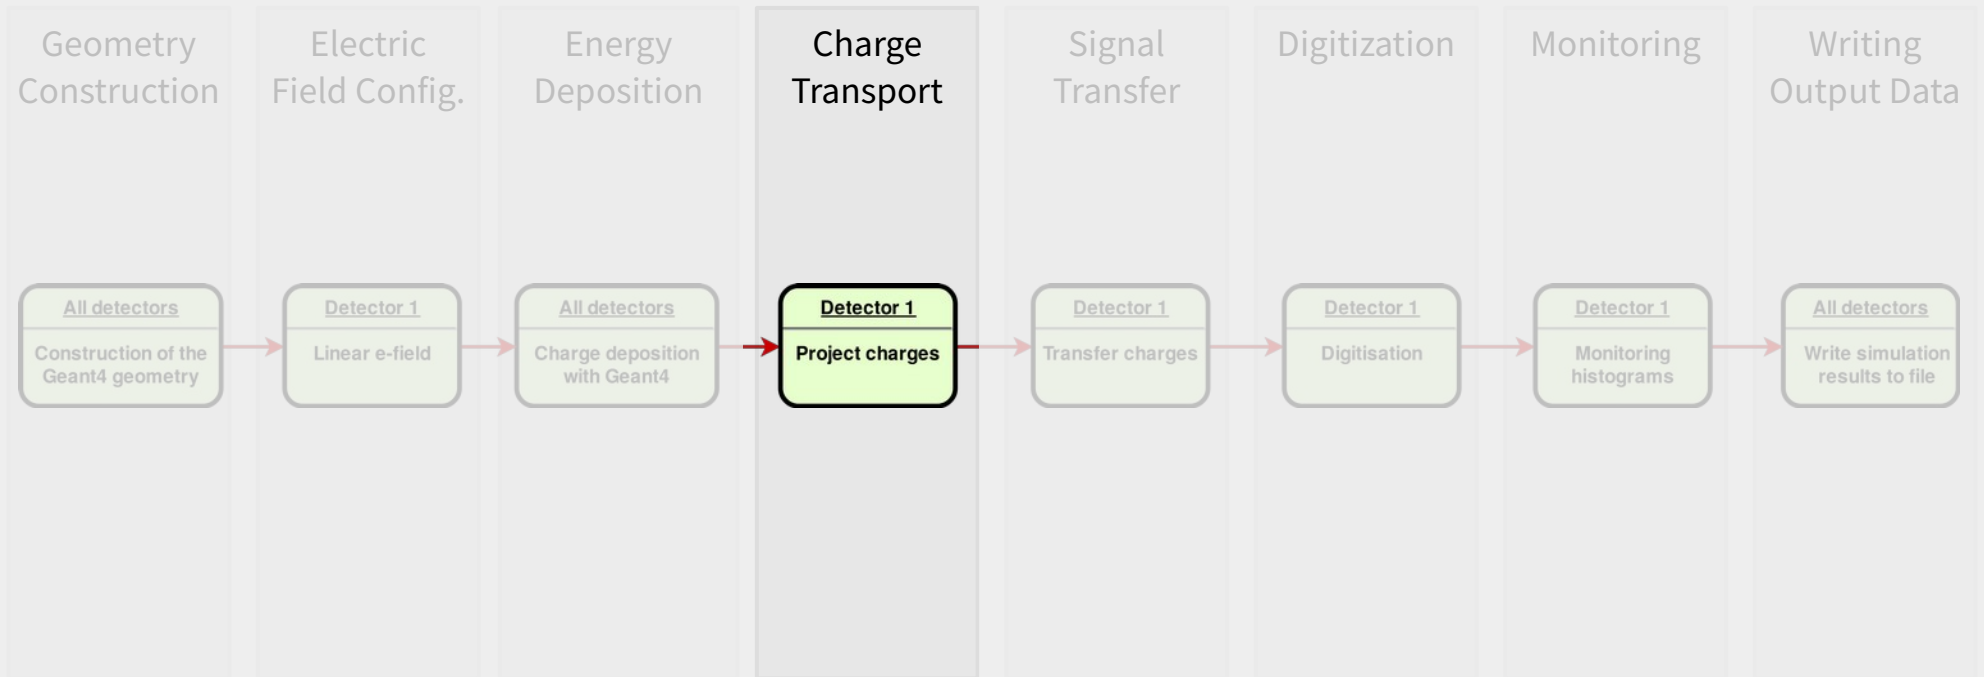 Geometry
Construction
Electric
Field Config.
Energy
Deposition
Charge
Transport
Signal
Transfer
Digitization
Monitoring
Writing
Output Data
All detectors
Construction of the
Geant4 geometry
Detector 1
Linear e-field
All detectors
Charge deposition
with Geant4
Detector 1
Project charges
Detector 1
Transfer charges
Detector 1
Digitisation
Detector 1
Monitoring
histograms
All detectors
Write simulation
results to file